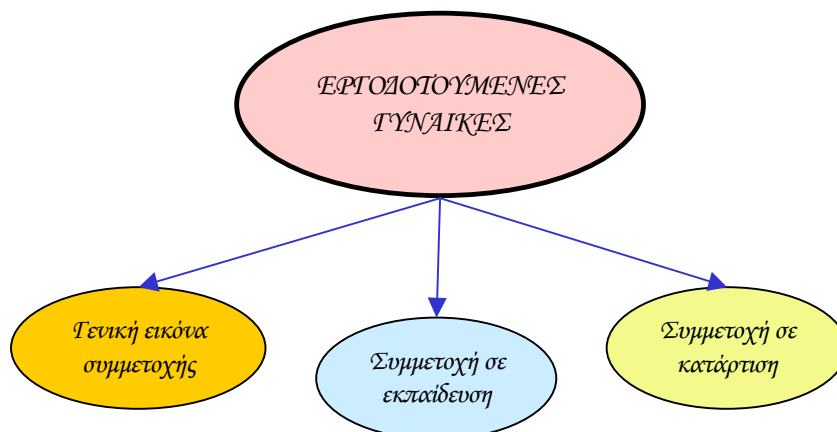 ΕΡΓΟΔΟΤΟΥΜΕΝΕΣ
ΓΥΝΑΙΚΕΣ
Γενική εικόνα
συμμετοχής
Συμμετοχή σε
εκπαίδευση
Συμμετοχή σε
κατάρτιση